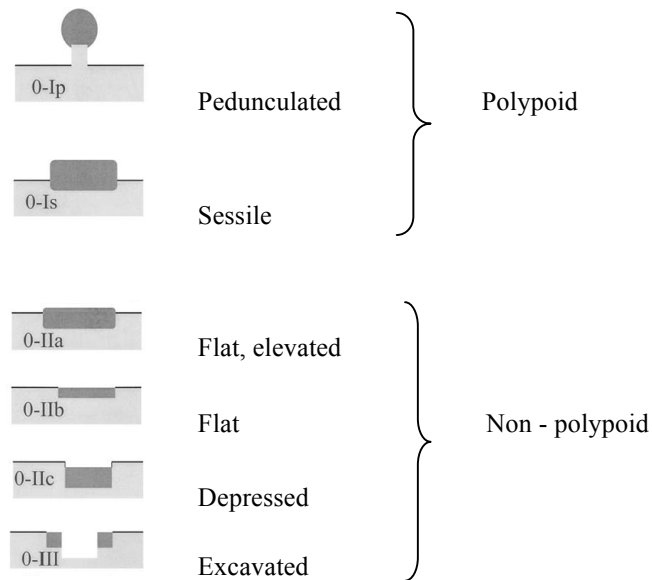 0-Ip
Pedunculated
Polypoid
0-Is
Sessile
0-IIa
Flat, elevated
0-IIb
Flat
Non - polypoid
0-IIc
Depressed
0-III
Excavated